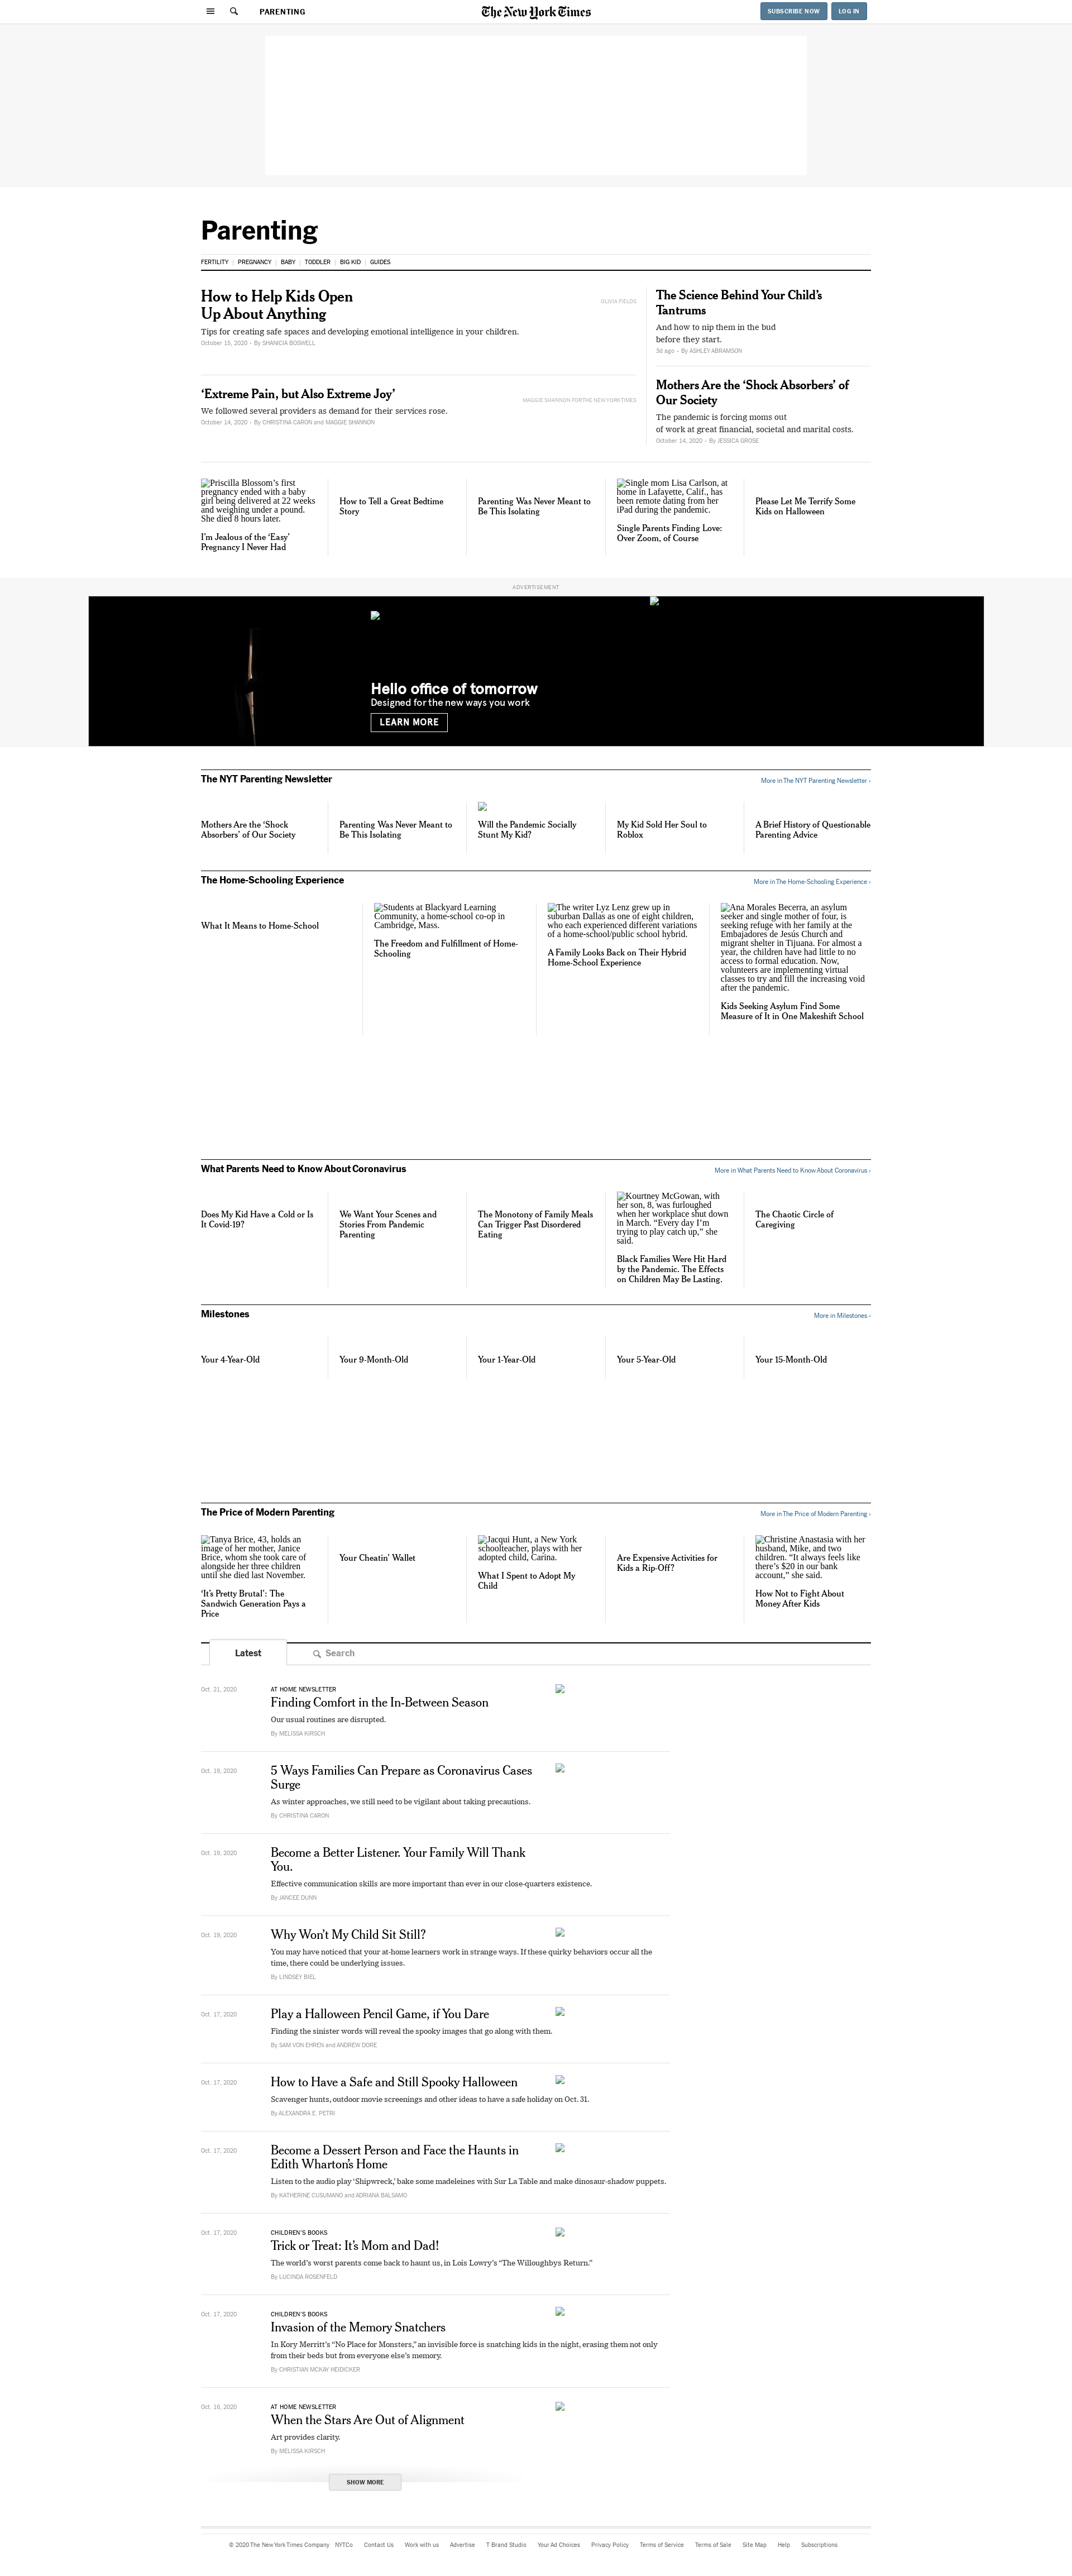 PARENTING
The New York Times
SUBSCRIBE NOW
LOG IN
Parenting
FERTILITY | PREGNANCY | BABY | TODDLER | BIG KID | GUIDES
How to Help Kids Open
Up About Anything
OLIVIA FIELDS
Tips for creating safe spaces and developing emotional intelligence in your children.
October 15, 2020 · By SHANICIA BOSWELL
‘Extreme Pain, but Also Extreme Joy’
MAGGIE SHANNON FOR THE NEW YORK TIMES
We followed several providers as demand for their services rose.
October 14, 2020 · By CHRISTINA CARON and MAGGIE SHANNON
The Science Behind Your Child’s
Tantrums
And how to nip them in the bud
before they start.
3d ago · By ASHLEY ABRAMSON
Mothers Are the ‘Shock Absorbers’ of
Our Society
The pandemic is forcing moms out
of work at great financial, societal and marital costs.
October 14, 2020 · By JESSICA GROSE
Priscilla Blossom’s first
pregnancy ended with a baby
girl being delivered at 22 weeks
and weighing under a pound.
She died 8 hours later.
I’m Jealous of the ‘Easy’
Pregnancy I Never Had
How to Tell a Great Bedtime
Story
Parenting Was Never Meant to
Be This Isolating
Single mom Lisa Carlson, at
home in Lafayette, Calif., has
been remote dating from her
iPad during the pandemic.
Single Parents Finding Love:
Over Zoom, of Course
Please Let Me Terrify Some
Kids on Halloween
ADVERTISEMENT
Hello office of tomorrow
Designed for the new ways you work
LEARN MORE
The NYT Parenting Newsletter
More in The NYT Parenting Newsletter ›
Mothers Are the ‘Shock
Absorbers’ of Our Society
Parenting Was Never Meant to
Be This Isolating
Will the Pandemic Socially
Stunt My Kid?
My Kid Sold Her Soul to
Roblox
A Brief History of Questionable
Parenting Advice
The Home-Schooling Experience
More in The Home-Schooling Experience ›
What It Means to Home-School
Students at Blackyard Learning
Community, a home-school co-op in
Cambridge, Mass.
The Freedom and Fulfillment of Home-
Schooling
The writer Lyz Lenz grew up in
suburban Dallas as one of eight children,
who each experienced different variations
of a home-school/public school hybrid.
A Family Looks Back on Their Hybrid
Home-School Experience
Ana Morales Becerra, an asylum
seeker and single mother of four, is
seeking refuge with her family at the
Embajadores de Jesús Church and
migrant shelter in Tijuana. For almost a
year, the children have had little to no
access to formal education. Now,
volunteers are implementing virtual
classes to try and fill the increasing void
after the pandemic.
Kids Seeking Asylum Find Some
Measure of It in One Makeshift School
What Parents Need to Know About Coronavirus
More in What Parents Need to Know About Coronavirus ›
Does My Kid Have a Cold or Is
It Covid-19?
We Want Your Scenes and
Stories From Pandemic
Parenting
The Monotony of Family Meals
Can Trigger Past Disordered
Eating
Kourtney McGowan, with
her son, 8, was furloughed
when her workplace shut down
in March. “Every day I’m
trying to play catch up,” she
said.
Black Families Were Hit Hard
by the Pandemic. The Effects
on Children May Be Lasting.
The Chaotic Circle of
Caregiving
Milestones
More in Milestones ›
Your 4-Year-Old
Your 9-Month-Old
Your 1-Year-Old
Your 5-Year-Old
Your 15-Month-Old
The Price of Modern Parenting
More in The Price of Modern Parenting ›
Tanya Brice, 43, holds an
image of her mother, Janice
Brice, whom she took care of
alongside her three children
until she died last November.
‘It’s Pretty Brutal’: The
Sandwich Generation Pays a
Price
Your Cheatin’ Wallet
Jacqui Hunt, a New York
schoolteacher, plays with her
adopted child, Carina.
What I Spent to Adopt My
Child
Are Expensive Activities for
Kids a Rip-Off?
Christine Anastasia with her
husband, Mike, and two
children. “It always feels like
there’s $20 in our bank
account,” she said.
How Not to Fight About
Money After Kids
Latest
Search
Oct. 21, 2020
AT HOME NEWSLETTER
Finding Comfort in the In-Between Season
Our usual routines are disrupted.
By MELISSA KIRSCH
Oct. 19, 2020
5 Ways Families Can Prepare as Coronavirus Cases
Surge
As winter approaches, we still need to be vigilant about taking precautions.
By CHRISTINA CARON
Oct. 19, 2020
Become a Better Listener. Your Family Will Thank
You.
Effective communication skills are more important than ever in our close-quarters existence.
By JANCEE DUNN
Oct. 19, 2020
Why Won’t My Child Sit Still?
You may have noticed that your at-home learners work in strange ways. If these quirky behaviors occur all the
time, there could be underlying issues.
By LINDSEY BIEL
Oct. 17, 2020
Play a Halloween Pencil Game, if You Dare
Finding the sinister words will reveal the spooky images that go along with them.
By SAM VON EHREN and ANDREW DORE
Oct. 17, 2020
How to Have a Safe and Still Spooky Halloween
Scavenger hunts, outdoor movie screenings and other ideas to have a safe holiday on Oct. 31.
By ALEXANDRA E. PETRI
Oct. 17, 2020
Become a Dessert Person and Face the Haunts in
Edith Wharton’s Home
Listen to the audio play ‘Shipwreck,’ bake some madeleines with Sur La Table and make dinosaur-shadow puppets.
By KATHERINE CUSUMANO and ADRIANA BALSAMO
Oct. 17, 2020
CHILDREN’S BOOKS
Trick or Treat: It’s Mom and Dad!
The world’s worst parents come back to haunt us, in Lois Lowry’s “The Willoughbys Return.”
By LUCINDA ROSENFELD
Oct. 17, 2020
CHILDREN’S BOOKS
Invasion of the Memory Snatchers
In Kory Merritt’s “No Place for Monsters,” an invisible force is snatching kids in the night, erasing them not only
from their beds but from everyone else’s memory.
By CHRISTIAN MCKAY HEIDICKER
Oct. 16, 2020
AT HOME NEWSLETTER
When the Stars Are Out of Alignment
Art provides clarity.
By MELISSA KIRSCH
SHOW MORE
© 2020 The New York Times Company NYTCo Contact Us Work with us Advertise T Brand Studio Your Ad Choices Privacy Policy Terms of Service Terms of Sale Site Map Help Subscriptions